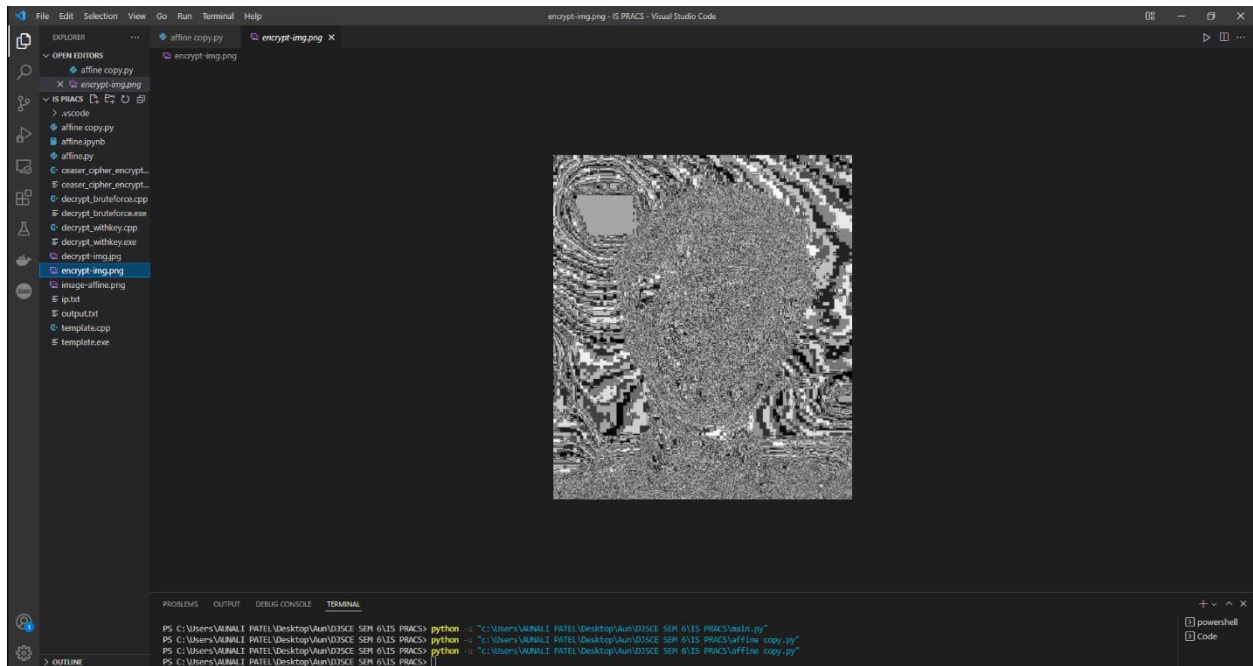 File Edit Selection View Go Run Terminal Help
encrypt-img.png - IS PRACS - Visual Studio Code
EXPLORER
OPEN EDITORS
affine copy.py
encrypt-img.png
IS PRACS
.vscode
affine copy.py
affine.ipynb
affine.py
ceaser_cipher_encrypt...
ceaser_cipher_encrypt...
decrypt_bruteforce.cpp
decrypt_bruteforce.exe
decrypt_withkey.cpp
decrypt_withkey.exe
decrypt-img.jpg
encrypt-img.png
image-affine.png
ip.txt
output.txt
template.cpp
template.exe
OUTLINE
affine copy.py encrypt-img.png
encrypt-img.png
PROBLEMS OUTPUT DEBUG CONSOLE TERMINAL
PS C:\Users\AUNALI PATEL\Desktop\Aun\DJSCE SEM 6\IS PRACS> python -u "c:\Users\AUNALI PATEL\Desktop\Aun\DJSCE SEM 6\IS PRACS\main.py"
PS C:\Users\AUNALI PATEL\Desktop\Aun\DJSCE SEM 6\IS PRACS> python -u "c:\Users\AUNALI PATEL\Desktop\Aun\DJSCE SEM 6\IS PRACS\affine copy.py"
PS C:\Users\AUNALI PATEL\Desktop\Aun\DJSCE SEM 6\IS PRACS> python -u "c:\Users\AUNALI PATEL\Desktop\Aun\DJSCE SEM 6\IS PRACS\affine copy.py"
PS C:\Users\AUNALI PATEL\Desktop\Aun\DJSCE SEM 6\IS PRACS>
powershell
Code